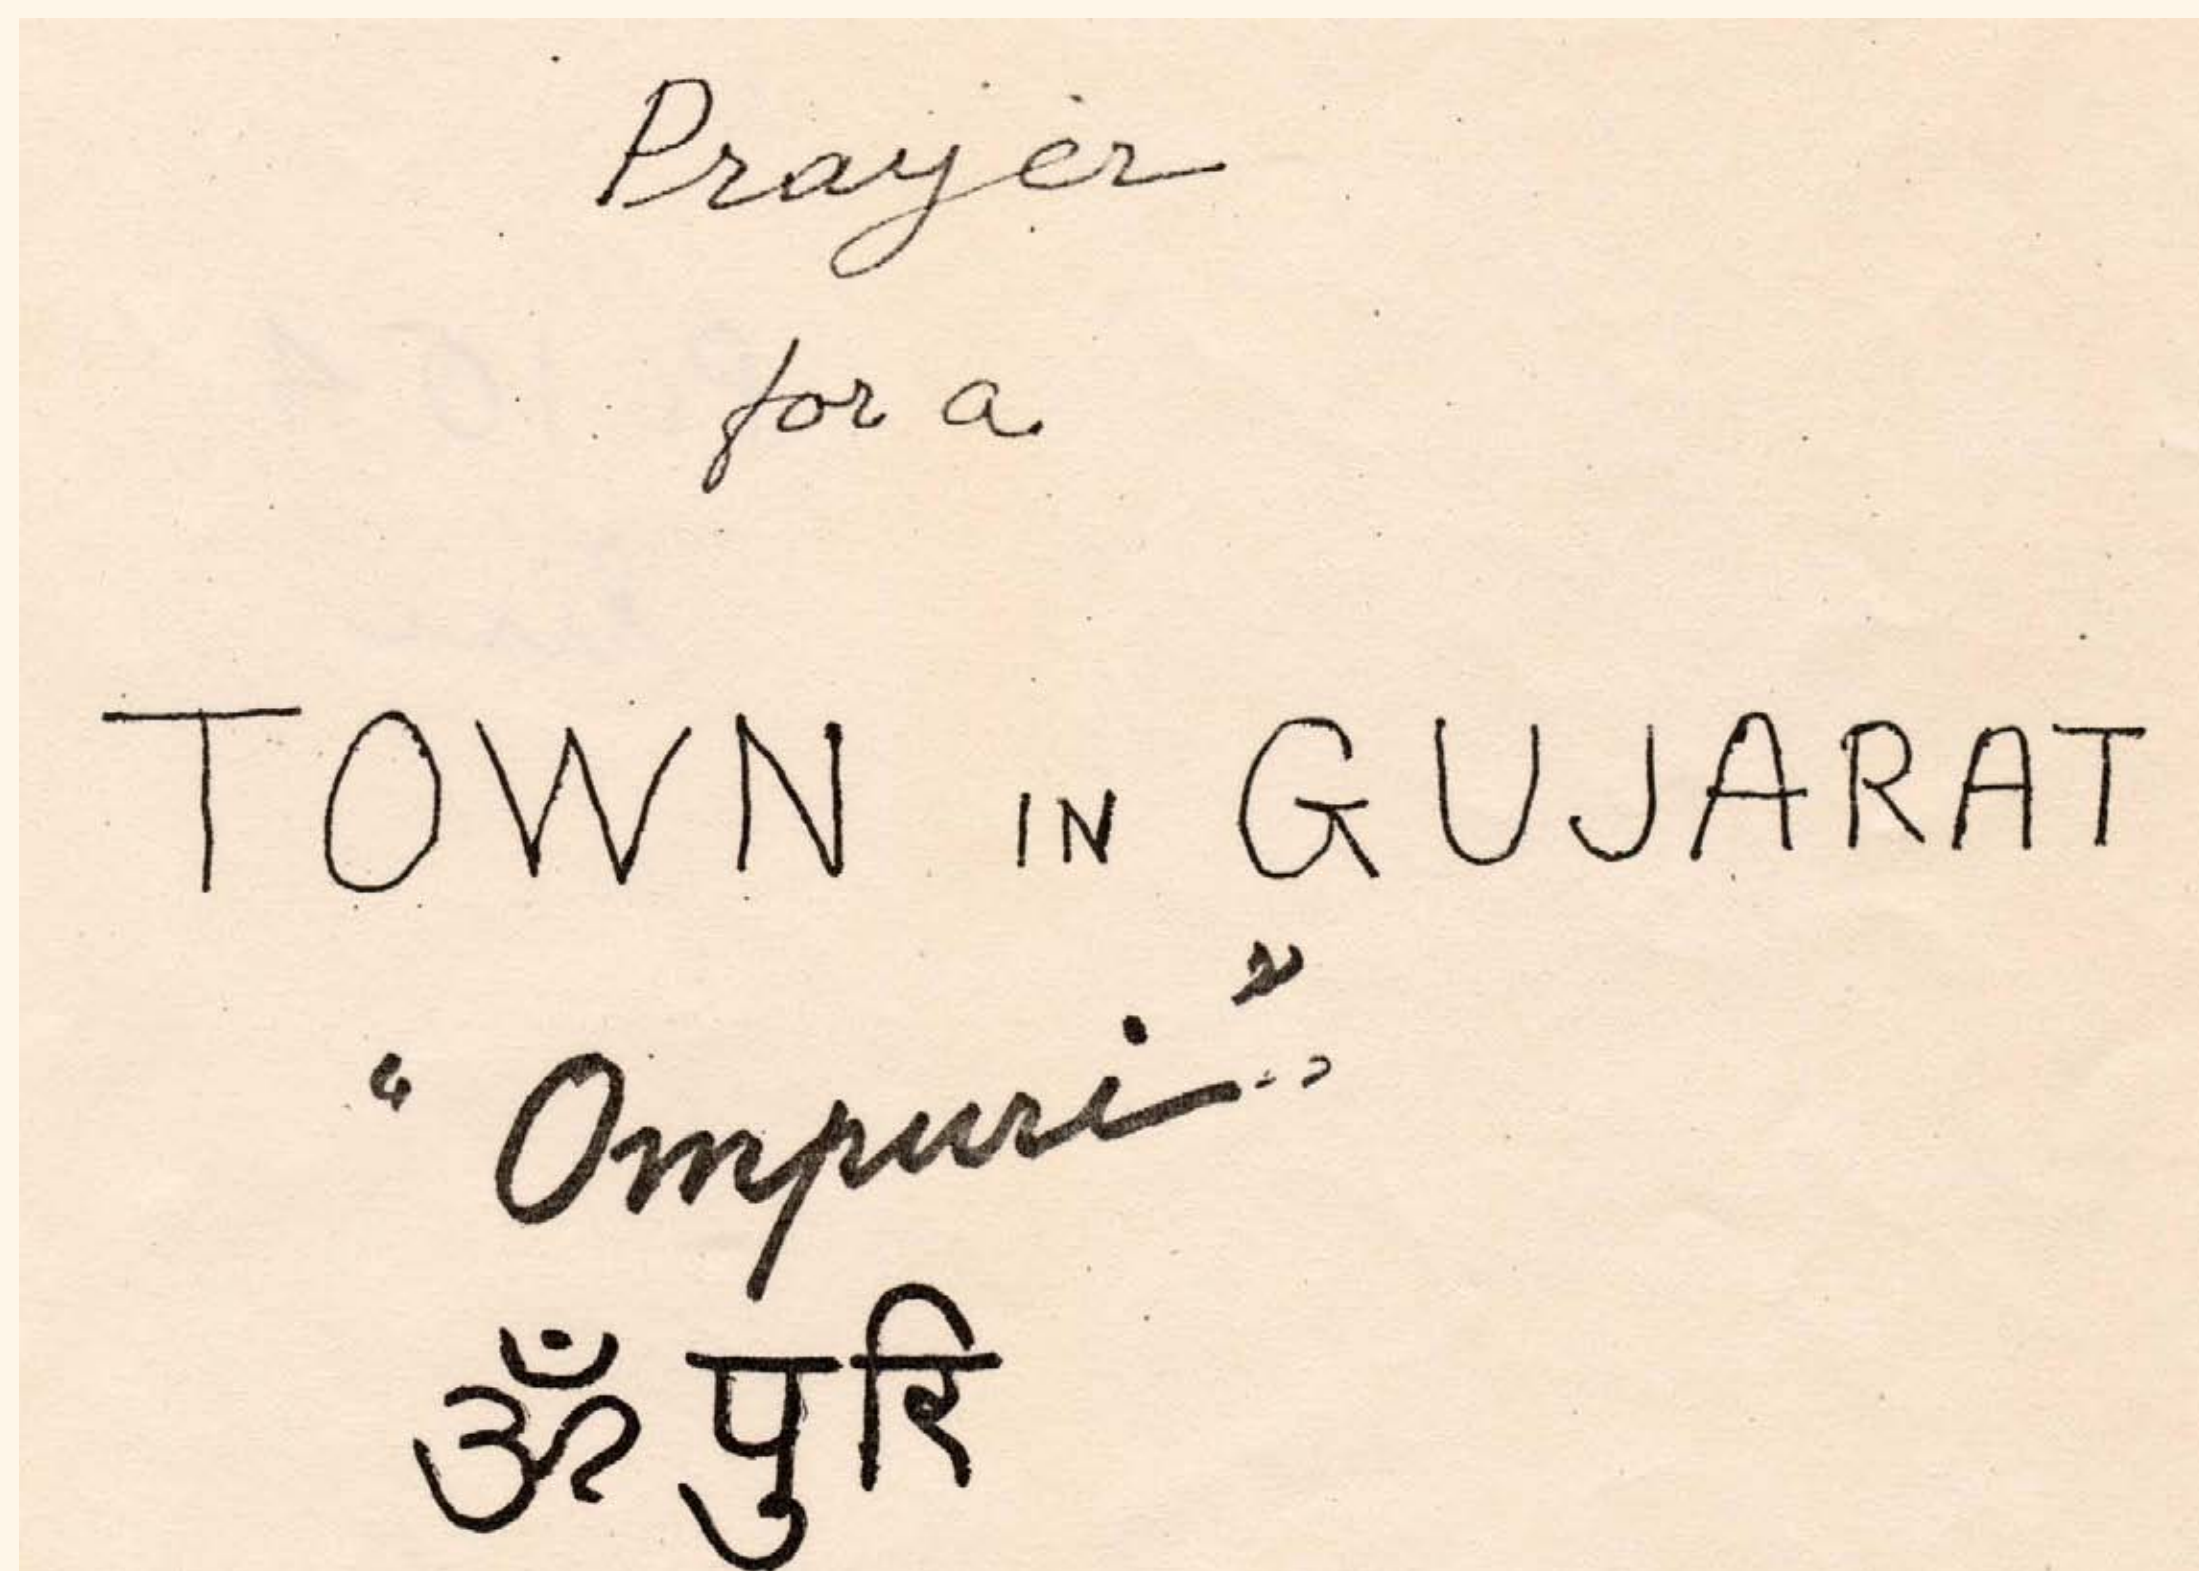 Prayer
for a
TOWN IN GUJARAT
"Ompuri"
ॐ पुरि